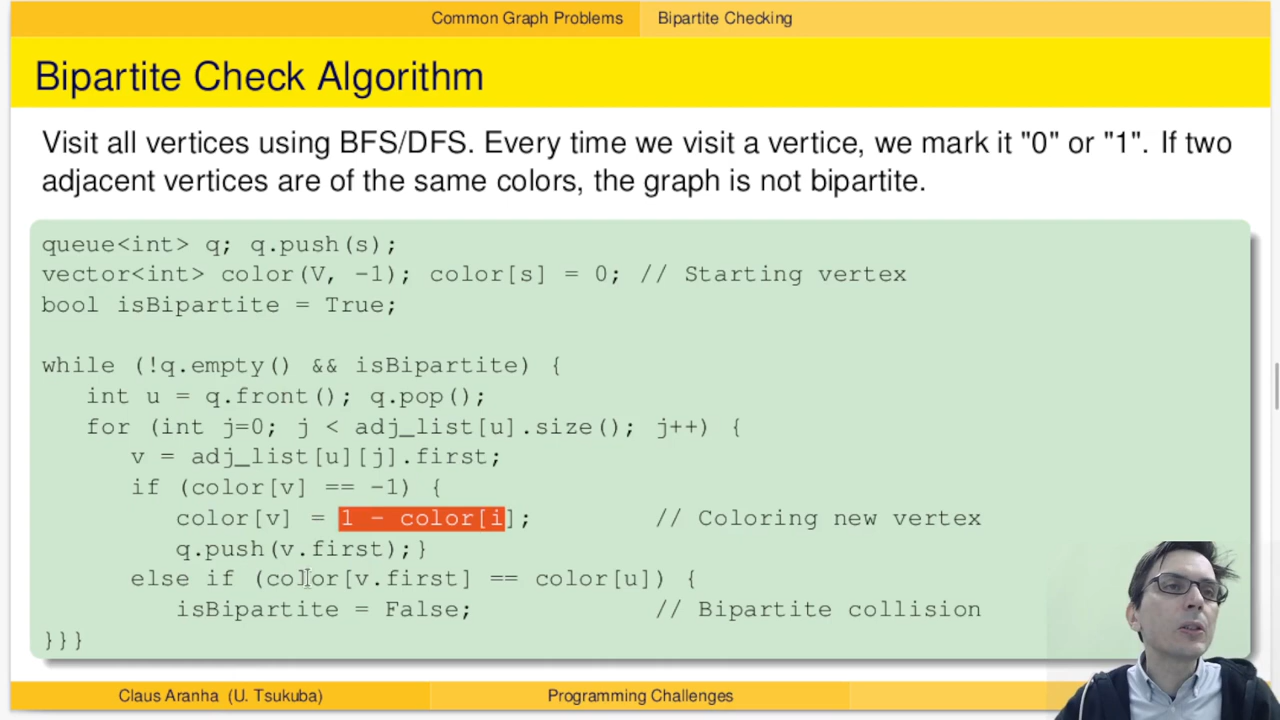 Common Graph Problems Bipartite Checking
Bipartite Check Algorithm
Visit all vertices using BFS/DFS. Every time we visit a vertice, we mark it "0" or "1". If two
adjacent vertices are of the same colors, the graph is not bipartite.
queue<int> q; q.push(s);
vector<int> color(V, -1); color[s] = 0; // Starting vertex
bool isBipartite = True;
while (!q.empty() && isBipartite) {
int u = q.front(); q.pop();
for (int j=0; j < adj_list[u].size(); j++) {
v = adj_list[u][j].first;
if (color[v] == -1) {
color[v] = 1 - color[i]; // Coloring new vertex
q.push(v.first);}
else if (color[v.first] == color[u]) {
isBipartite = False; // Bipartite collision
}}}
Claus Aranha (U. Tsukuba) Programming Challenges